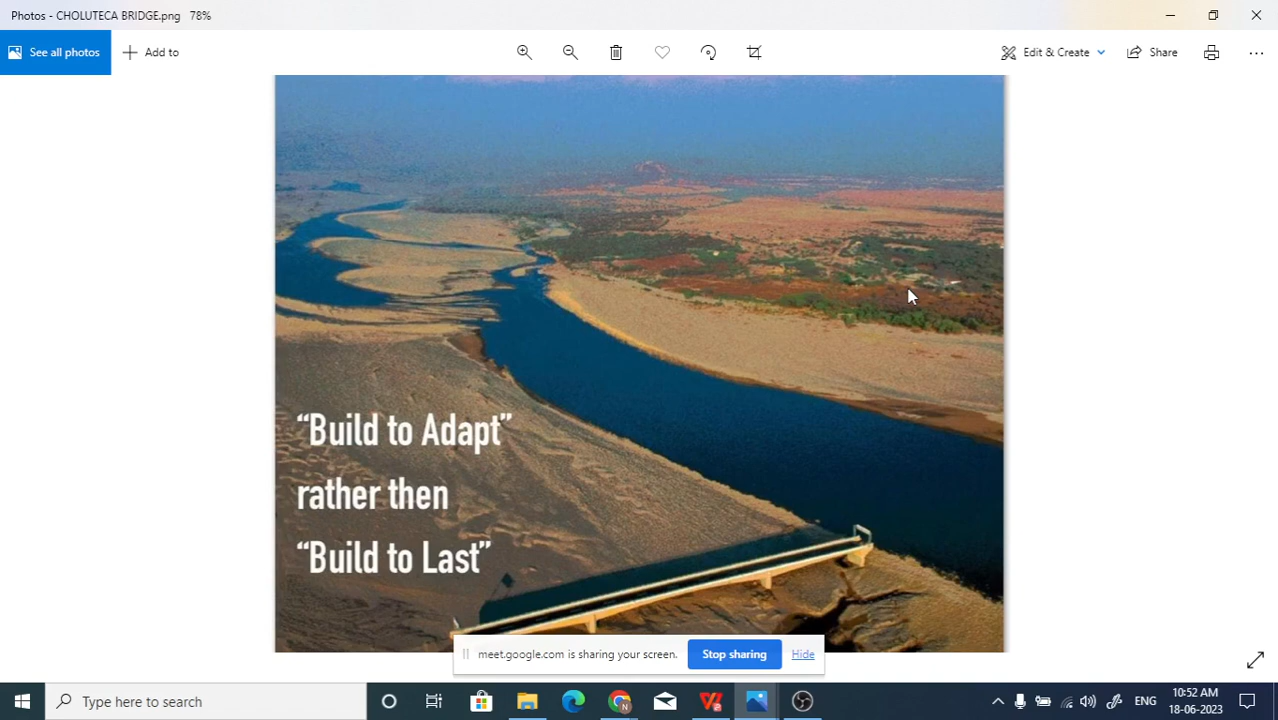 Photos - CHOLUTECA BRIDGE.png 78%
See all photos
Add to
Edit & Create
Share
“Build to Adapt”
rather then
“Build to Last”
meet.google.com is sharing your screen.
Stop sharing
Hide
Type here to search
ENG
10:52 AM
18-06-2023